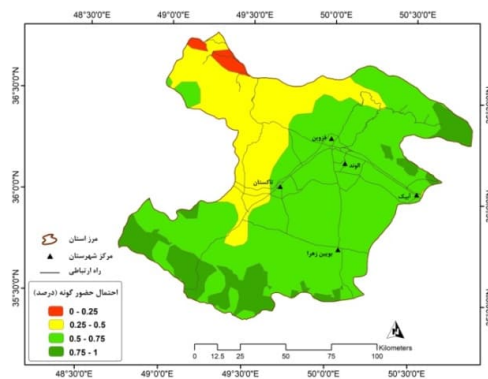 48°30'0"E 49°0'0"E 49°30'0"E 50°0'0"E 50°30'0"E
36°30'0"N
36°0'0"N
35°30'0"N
قزوین
الوند
تاکستان
آبیک
بویین زهرا
مرز استان
مرکز شهرستان
راه ارتباطی
احتمال حضور گونه (درصد)
0 - 0.25
0.25 - 0.5
0.5 - 0.75
0.75 - 1
0 12.5 25 50 75 100
Kilometers
48°30'0"E 49°0'0"E 49°30'0"E 50°0'0"E 50°30'0"E